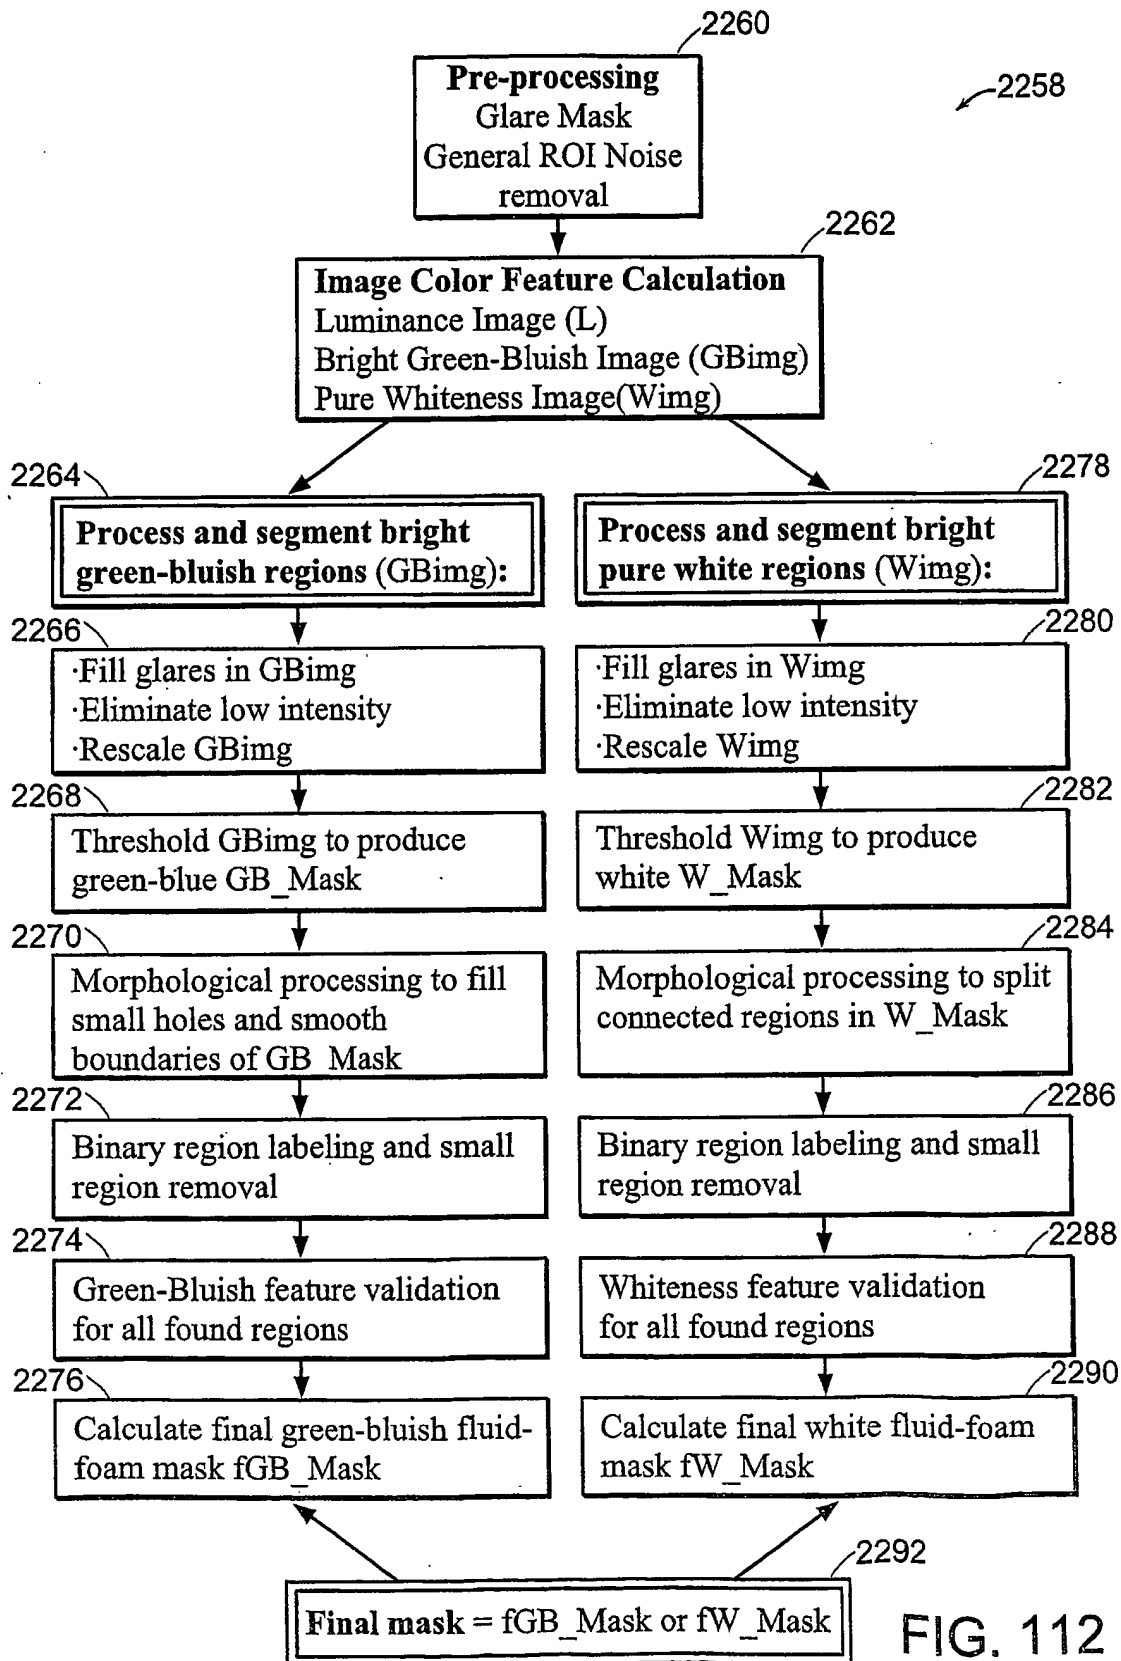 2260
Pre-processing
Glare Mask
General ROI Noise
removal
2258
2262
Image Color Feature Calculation
Luminance Image (L)
Bright Green-Bluish Image (GBimg)
Pure Whiteness Image(Wimg)
2264
Process and segment bright
green-bluish regions (GBimg):
2266
·Fill glares in GBimg
·Eliminate low intensity
·Rescale GBimg
2268
Threshold GBimg to produce
green-blue GB_Mask
2270
Morphological processing to fill
small holes and smooth
boundaries of GB_Mask
2272
Binary region labeling and small
region removal
2274
Green-Bluish feature validation
for all found regions
2276
Calculate final green-bluish fluid-
foam mask fGB_Mask
2278
Process and segment bright
pure white regions (Wimg):
2280
·Fill glares in Wimg
·Eliminate low intensity
·Rescale Wimg
2282
Threshold Wimg to produce
white W_Mask
2284
Morphological processing to split
connected regions in W_Mask
2286
Binary region labeling and small
region removal
2288
Whiteness feature validation
for all found regions
2290
Calculate final white fluid-foam
mask fW_Mask
2292
Final mask = fGB_Mask or fW_Mask
FIG. 112